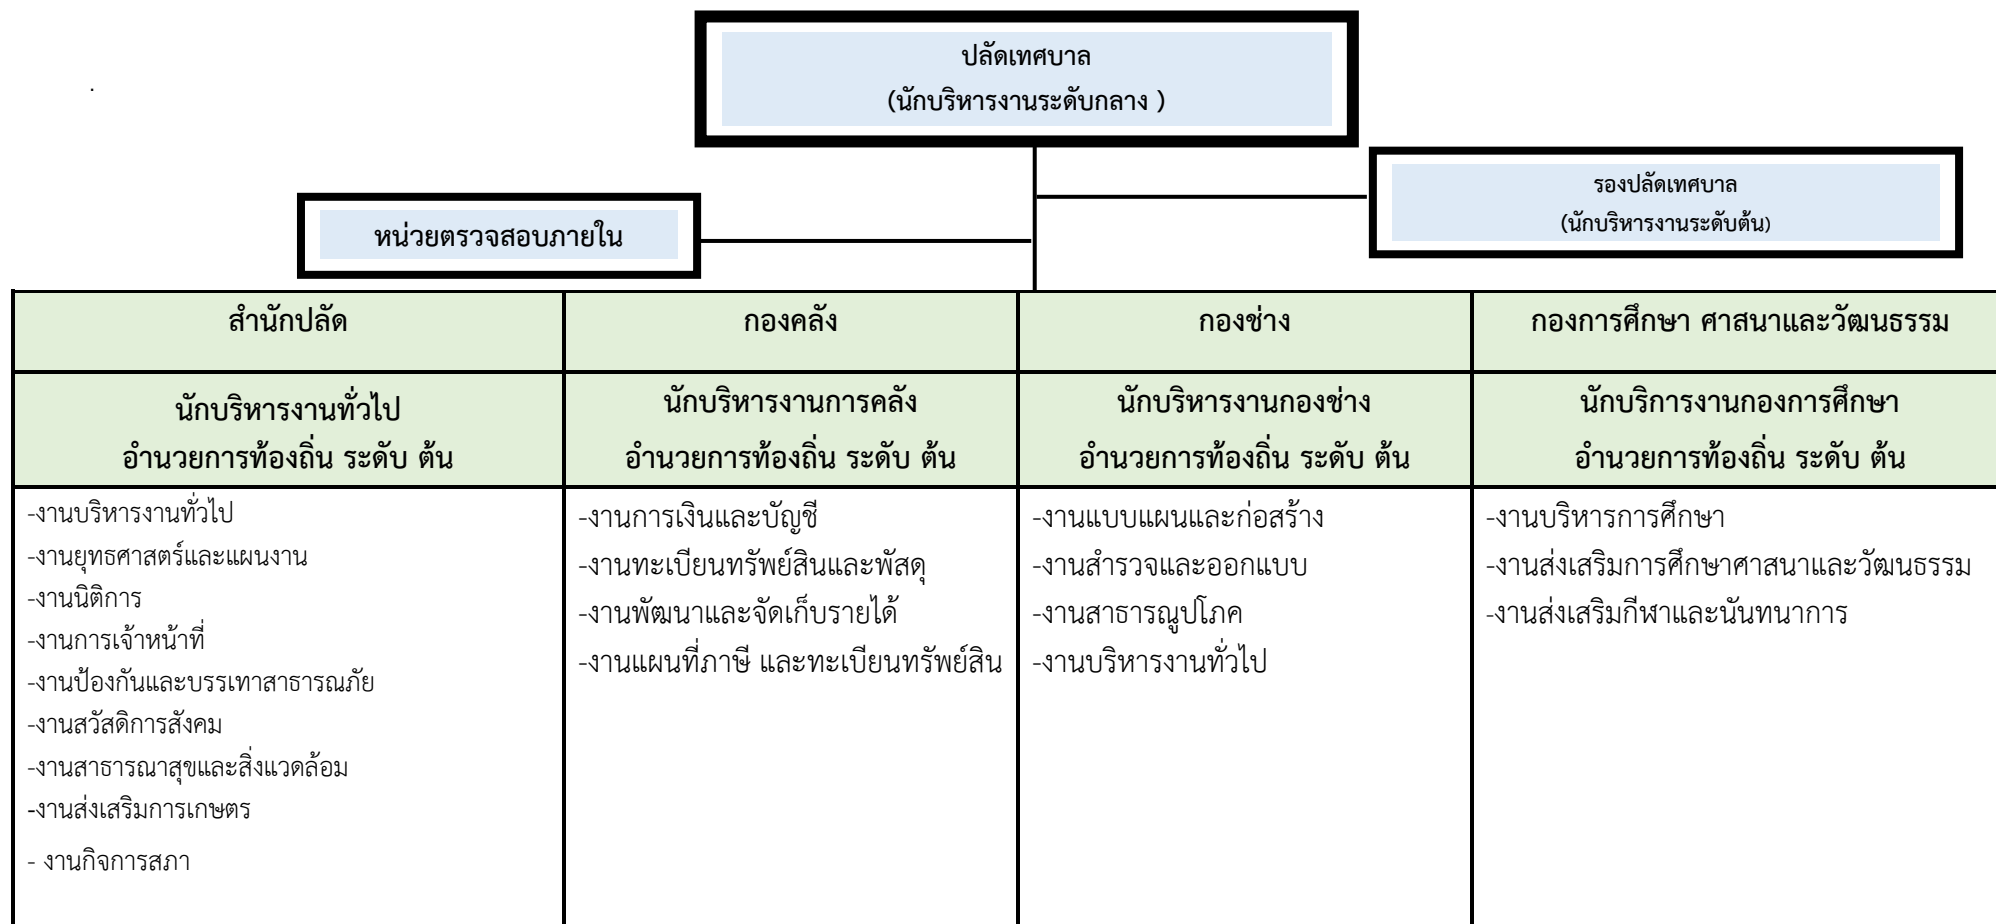 ปลัดเทศบาล
(นักบริหารงานระดับกลาง )
.
รองปลัดเทศบาล
(นักบริหารงานระดับต้น)
หน่วยตรวจสอบภายใน
สำนักปลัด
กองคลัง
กองช่าง
กองการศึกษา ศาสนาและวัฒนธรรม
นักบริหารงานทั่วไป
อำนวยการท้องถิ่น ระดับ ต้น
นักบริหารงานการคลัง
อำนวยการท้องถิ่น ระดับ ต้น
นักบริหารงานกองช่าง
อำนวยการท้องถิ่น ระดับ ต้น
นักบริการงานกองการศึกษา
อำนวยการท้องถิ่น ระดับ ต้น
-งานบริหารงานทั่วไป
-งานยุทธศาสตร์และแผนงาน
-งานนิติการ
-งานการเจ้าหน้าที่
-งานป้องกันและบรรเทาสาธารณภัย
-งานสวัสดิการสังคม
-งานสาธารณาสุขและสิ่งแวดล้อม
-งานส่งเสริมการเกษตร
- งานกิจการสภา
-งานการเงินและบัญชี
-งานทะเบียนทรัพย์สินและพัสดุ
-งานพัฒนาและจัดเก็บรายได้
-งานแผนที่ภาษี และทะเบียนทรัพย์สิน
-งานแบบแผนและก่อสร้าง
-งานสำรวจและออกแบบ
-งานสาธารณูปโภค
-งานบริหารงานทั่วไป
-งานบริหารการศึกษา
-งานส่งเสริมการศึกษาศาสนาและวัฒนธรรม
-งานส่งเสริมกีฬาและนันทนาการ